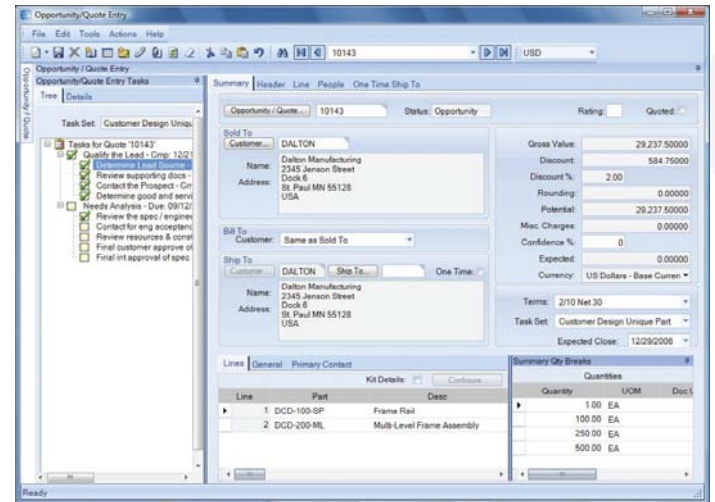 Opportunity/Quote Entry
File Edit Tools Actions Help
10143 USD
Opportunity / Quote Entry
Opportunity / Quote
Opportunity/Quote Entry Tasks
Tree Details
Task Set: Customer Design Uniqu
Tasks for Quote '10143'
Qualify the Lead - Cmp: 12/21
Determine Lead Source -
Review supporting docs -
Contact the Prospect - Cm
Determine good and servi
Needs Analysis - Due: 09/12/
Review the spec / enginee
Contact for eng acceptanc
Review resources & const
Final customer approve of
Final int approval of spec
Summary Header Line People One Time Ship To
Opportunity / Quote... 10143 Status: Opportunity Rating: Quoted:
Sold To
Customer... DALTON
Name: Dalton Manufacturing
Address: 2345 Jenson Street
Dock 6
St. Paul MN 55128
USA
Bill To
Customer: Same as Sold To
Ship To
Customer... DALTON Ship To... One Time:
Name: Dalton Manufacturing
Address: 2345 Jenson Street
Dock 6
St. Paul MN 55128
USA
Gross Value: 29,237.50000
Discount: 584.75000
Discount %: 2.00
Rounding: 0.00000
Potential: 29,237.50000
Misc. Charges: 0.00000
Confidence %: 0
Expected: 0.00000
Currency: US Dollars - Base Curren
Terms: 2/10 Net 30
Task Set: Customer Design Unique Part
Expected Close: 12/29/2006
Lines General Primary Contact
Kit Details: Configure...
Line Part Desc
1 DCD-100-SP Frame Rail
2 DCD-200-ML Multi-Level Frame Assembly
Summary Qty Breaks
Quantities
Quantity UOM Doc U
1.00 EA
100.00 EA
250.00 EA
500.00 EA
Ready